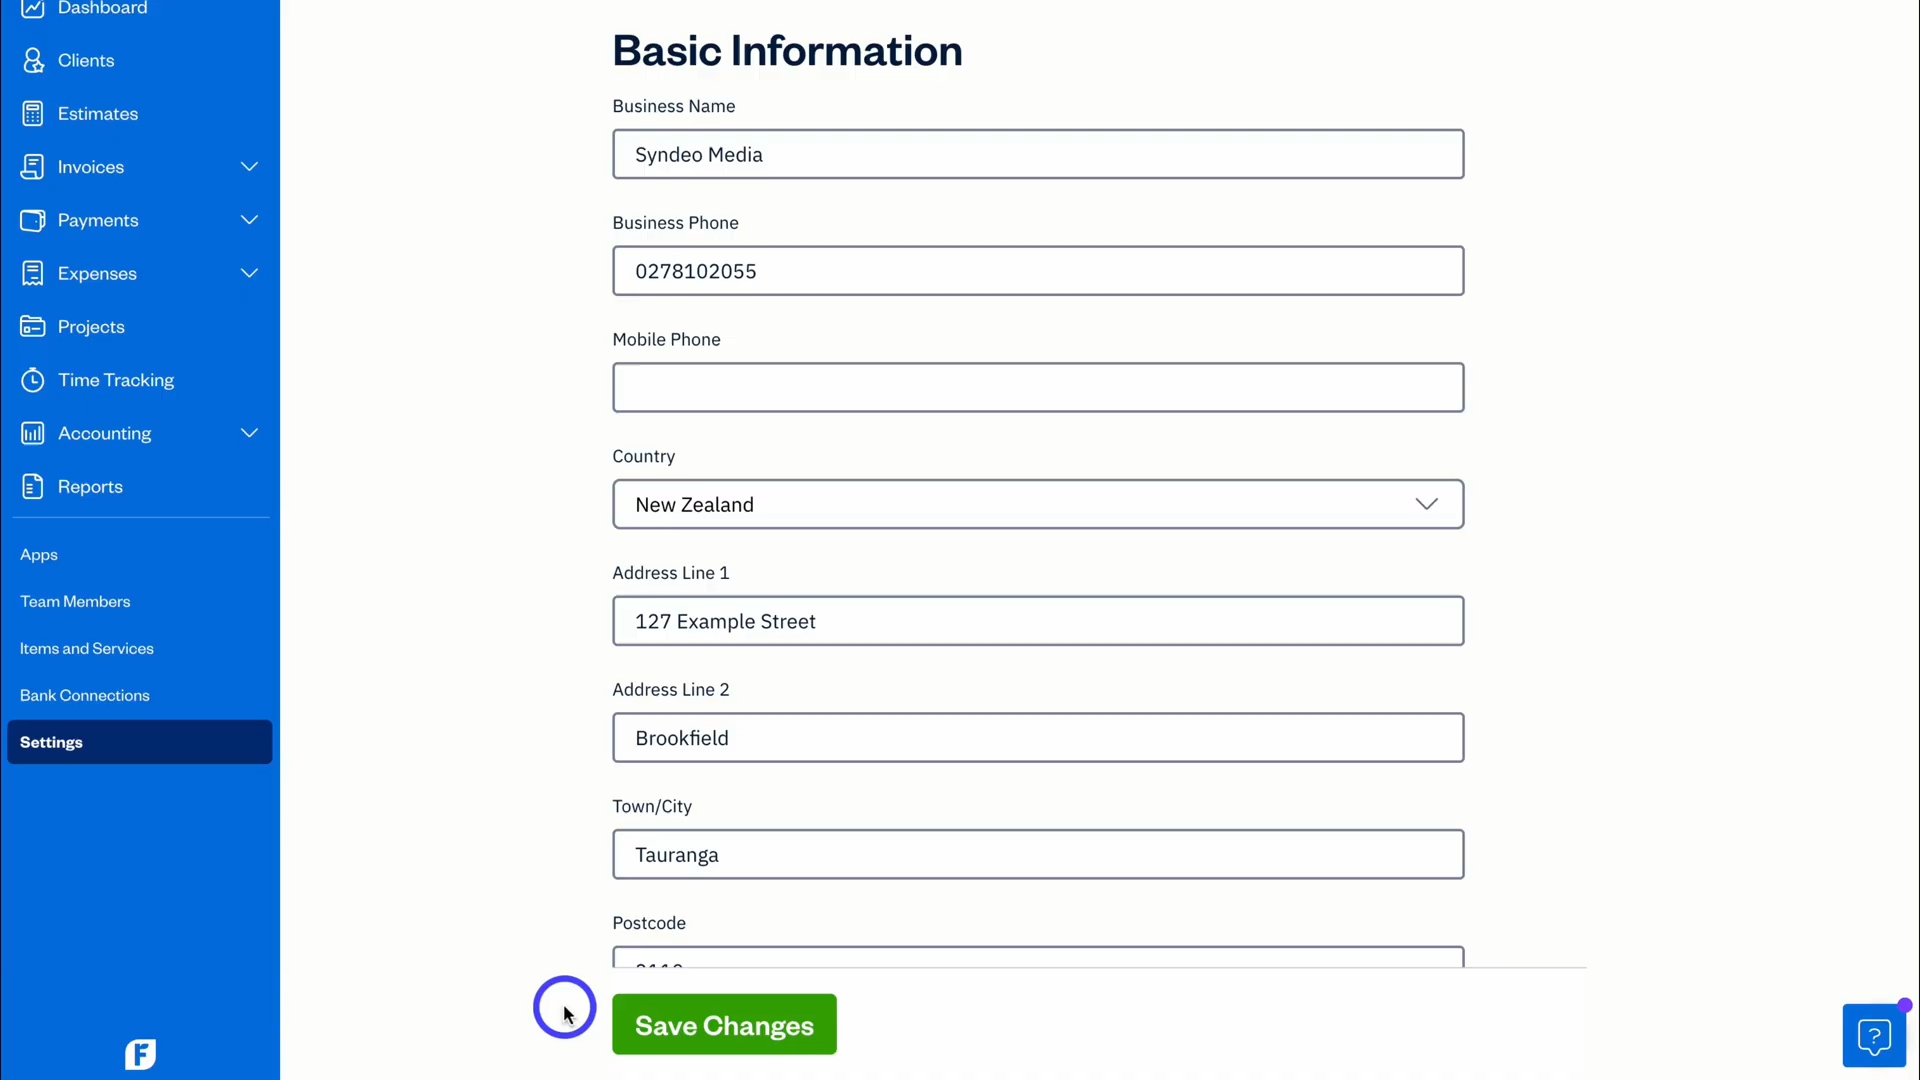 Dashboard
Clients
Estimates
Invoices
Payments
Expenses
Projects
Time Tracking
Accounting
Reports
Apps
Team Members
Items and Services
Bank Connections
Settings
Basic Information
Business Name
Syndeo Media
Business Phone
0278102055
Mobile Phone
Country
New Zealand
Address Line 1
127 Example Street
Address Line 2
Brookfield
Town/City
Tauranga
Postcode
Save Changes